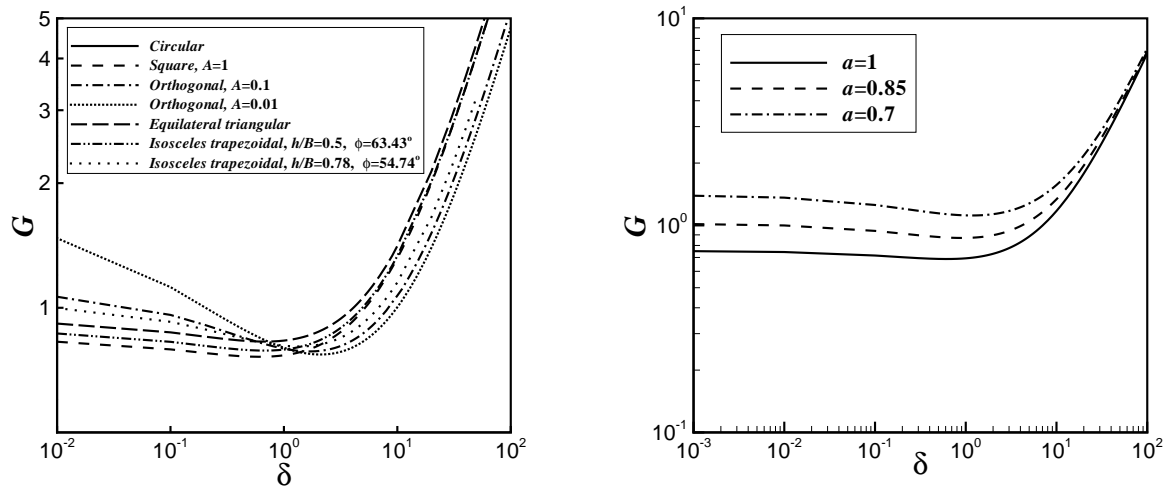 5
4
3
2
1
G
Circular
Square, A=1
Orthogonal, A=0.1
Orthogonal, A=0.01
Equilateral triangular
Isosceles trapezoidal, h/B=0.5, ϕ=63.43°
Isosceles trapezoidal, h/B=0.78, ϕ=54.74°
10^-2 10^-1 10^0 10^1 10^2
δ
10^1
10^0
10^-1
G
a=1
a=0.85
a=0.7
10^-3 10^-2 10^-1 10^0 10^1 10^2
δ